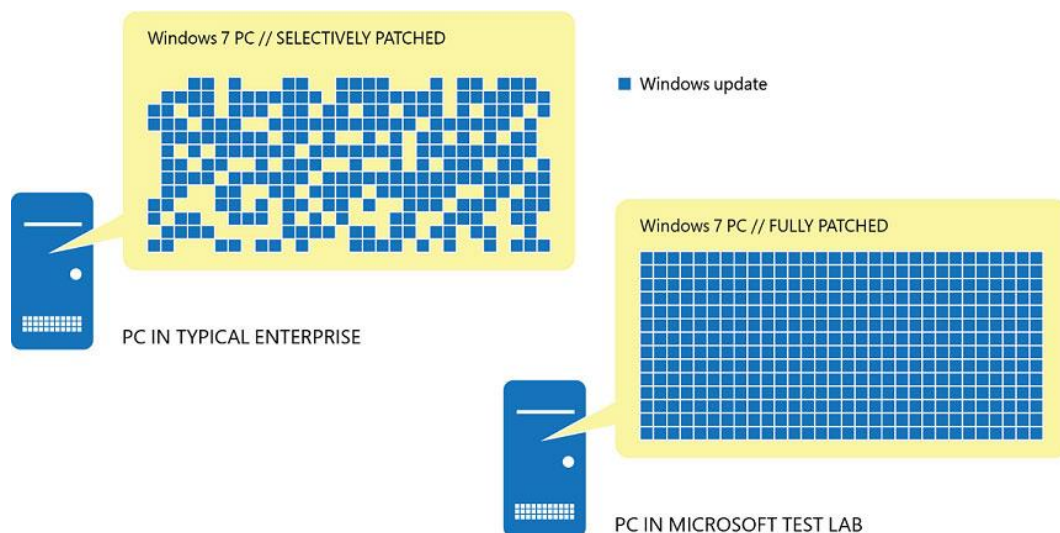 Windows 7 PC // SELECTIVELY PATCHED
Windows update
PC IN TYPICAL ENTERPRISE
Windows 7 PC // FULLY PATCHED
PC IN MICROSOFT TEST LAB